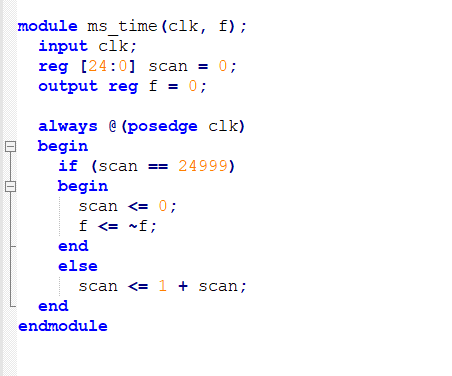 module ms_time(clk, f);
input clk;
reg [24:0] scan = 0;
output reg f = 0;
always @(posedge clk)
begin
if (scan == 24999)
begin
scan <= 0;
f <= ~f;
end
else
scan <= 1 + scan;
end
endmodule